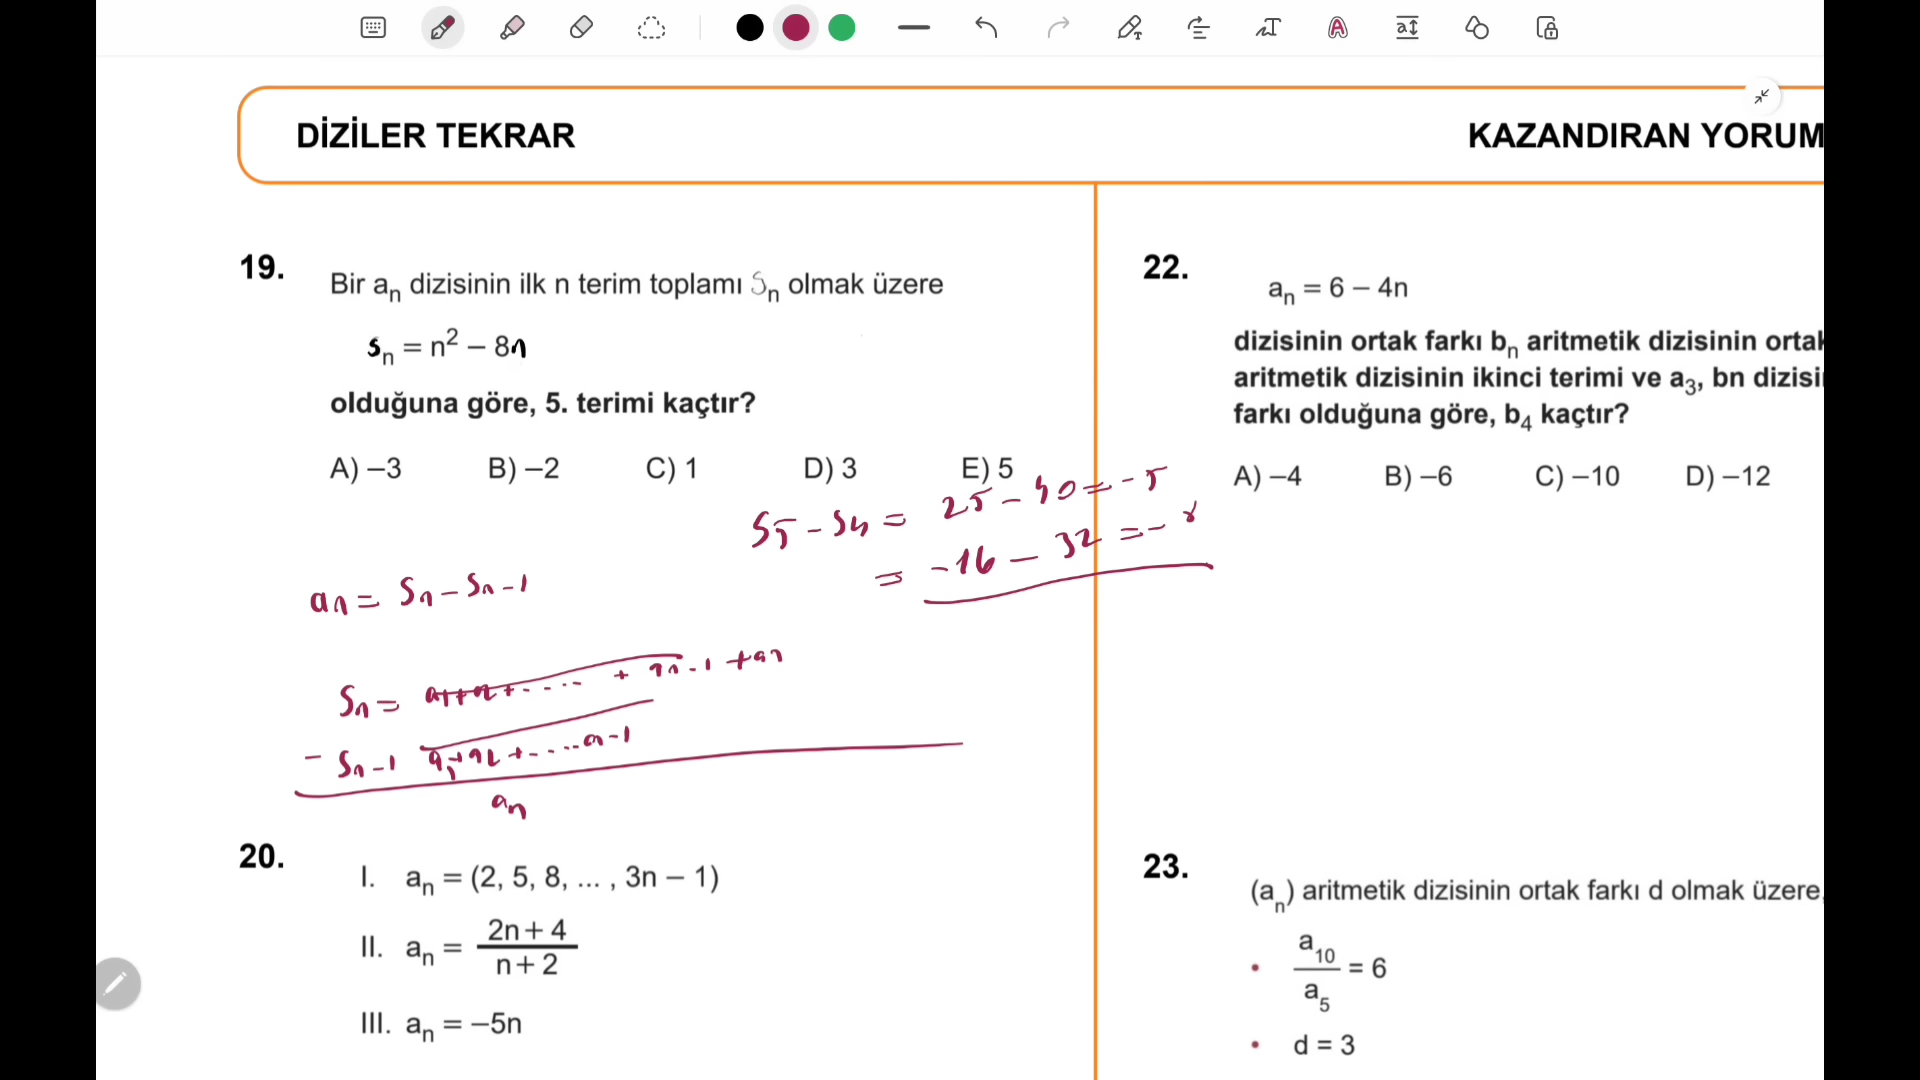 DİZİLER TEKRAR
KAZANDIRAN YORUM
19.
Bir aₙ dizisinin ilk n terim toplamı Sₙ olmak üzere
sₙ = n² – 8n
olduğuna göre, 5. terimi kaçtır?
A) –3 B) –2 C) 1 D) 3 E) 5
S5 - S4 = 25 - 40 = -5
= -16 - 32 = -
an = Sn - Sn-1
Sn = a1+a2+..... + an-1 + an
- Sn-1 a1+a2+.....an-1
an
20.
I. aₙ = (2, 5, 8, ... , 3n – 1)
II. aₙ = (2n + 4)/(n + 2)
III. aₙ = –5n
22.
aₙ = 6 – 4n
dizisinin ortak farkı bₙ aritmetik dizisinin
aritmetik dizisinin ikinci terimi ve a₃, bn
farkı olduğuna göre, b₄ kaçtır?
A) –4 B) –6 C) –10 D) –12
23.
(aₙ) aritmetik dizisinin ortak farkı d olmak üzere,
• a₁₀/a₅ = 6
• d = 3